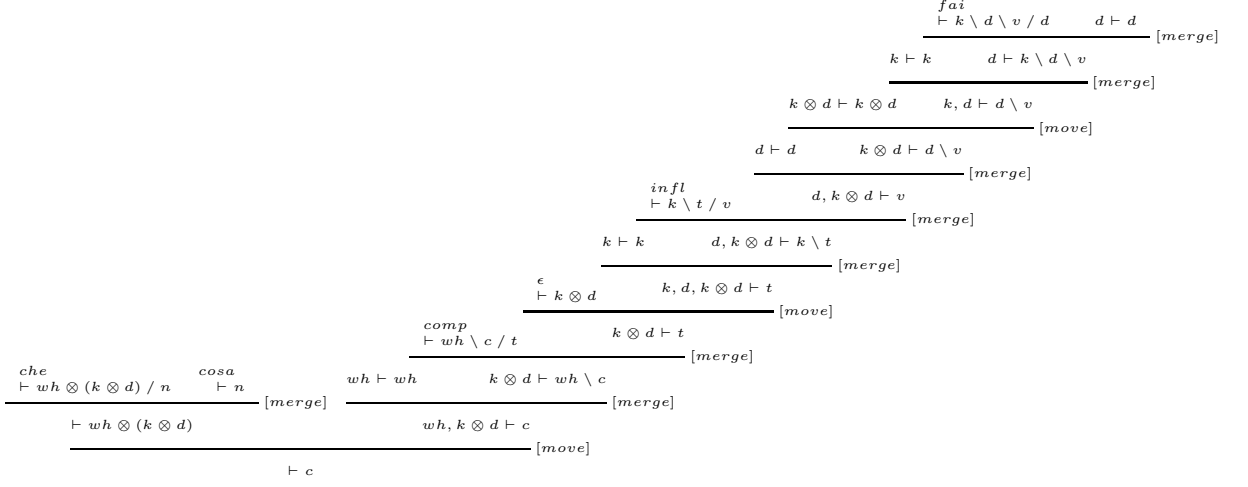 fai
⊢ k \ d \ v / d d ⊢ d
[merge]
k ⊢ k d ⊢ k \ d \ v
[merge]
k ⊗ d ⊢ k ⊗ d k, d ⊢ d \ v
[move]
d ⊢ d k ⊗ d ⊢ d \ v
[merge]
infl
⊢ k \ t / v d, k ⊗ d ⊢ v
[merge]
k ⊢ k d, k ⊗ d ⊢ k \ t
[merge]
ϵ
⊢ k ⊗ d k, d, k ⊗ d ⊢ t
[move]
comp
⊢ wh \ c / t k ⊗ d ⊢ t
[merge]
che cosa
⊢ wh ⊗ (k ⊗ d) / n ⊢ n wh ⊢ wh k ⊗ d ⊢ wh \ c
[merge] [merge]
⊢ wh ⊗ (k ⊗ d) wh, k ⊗ d ⊢ c
[move]
⊢ c